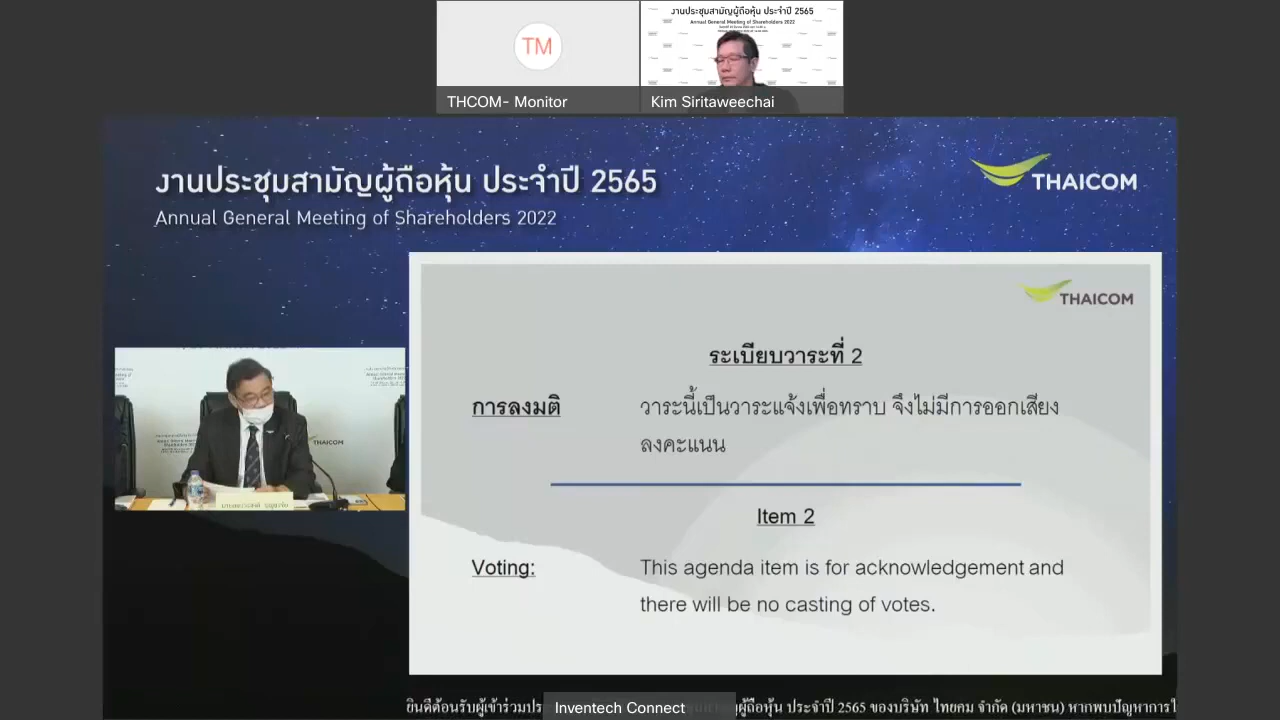 งานประชุมสามัญผู้ถือหุ้น ประจำปี 2565
Annual General Meeting of Shareholders 2022
TM
THCOM- Monitor
Kim Siritaweechai
งานประชุมสามัญผู้ถือหุ้น ประจำปี 2565
Annual General Meeting of Shareholders 2022
THAICOM
THAICOM
ระเบียบวาระที่ 2
การลงมติ
วาระนี้เป็นวาระแจ้งเพื่อทราบ จึงไม่มีการออกเสียง
ลงคะแนน
THAICOM
Item 2
Voting:
This agenda item is for acknowledgement and
there will be no casting of votes.
ยินดีต้อนรับผู้เข้าร่วมประ
Inventech Connect
ผู้ถือหุ้น ประจำปี 2565 ของบริษัท ไทยคม จำกัด (มหาชน) หากพบปัญหาการใ